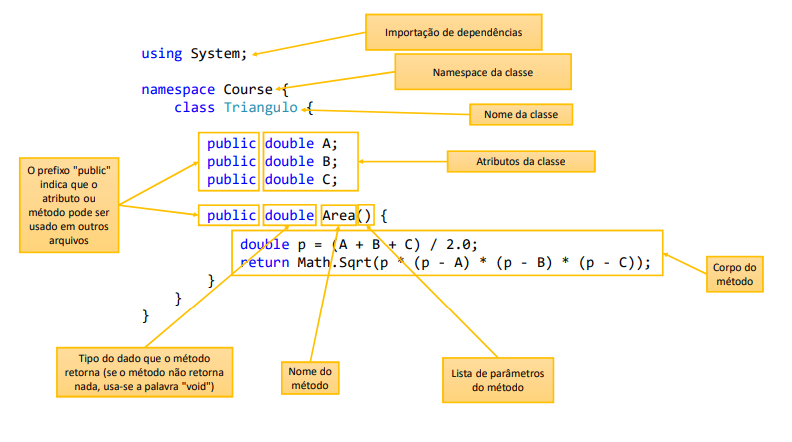 Importação de dependências
using System;
Namespace da classe
namespace Course {
Nome da classe
class Triangulo {
public double A;
public double B;
public double C;
Atributos da classe
O prefixo "public"
indica que o
atributo ou
método pode ser
usado em outros
arquivos
public double Area() {
double p = (A + B + C) / 2.0;
return Math.Sqrt(p * (p - A) * (p - B) * (p - C));
Corpo do
método
}
}
}
Tipo do dado que o método
retorna (se o método não retorna
nada, usa-se a palavra "void")
Nome do
método
Lista de parâmetros
do método